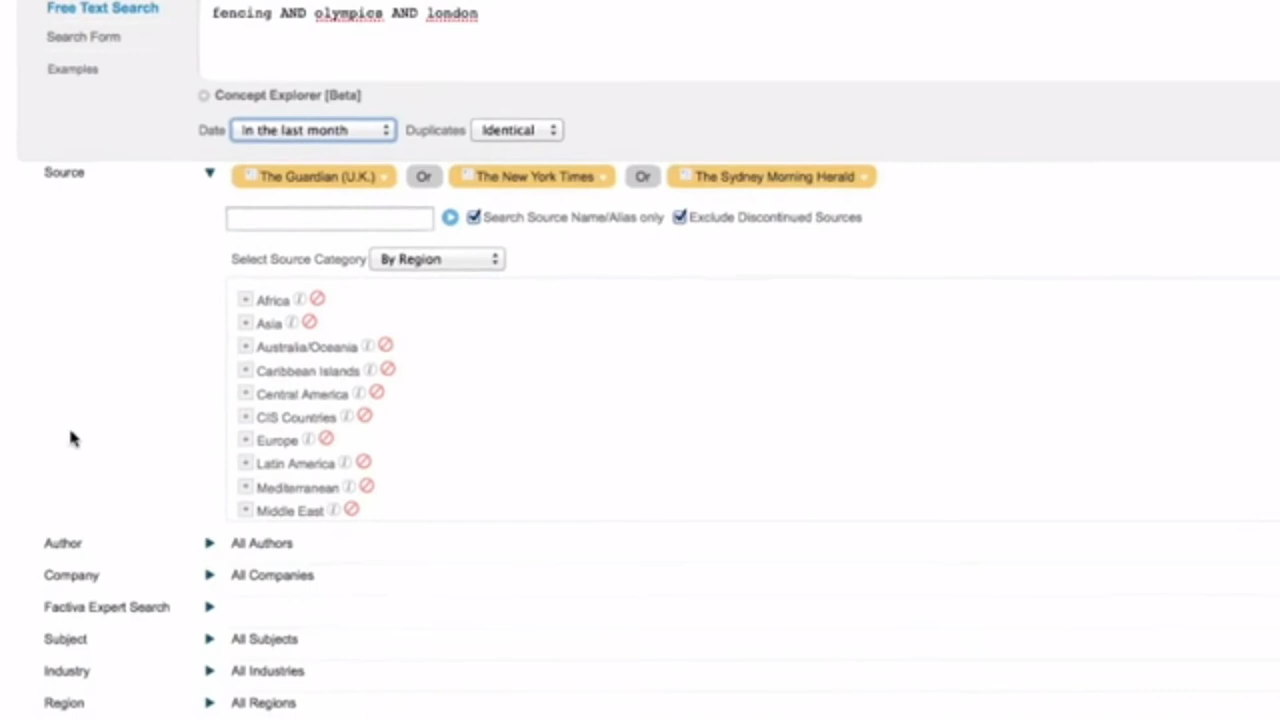 Free Text Search
fencing AND olympics AND london
Search Form
Examples
Concept Explorer [Beta]
Date In the last month Duplicates Identical
Source The Guardian (U.K.) Or The New York Times Or The Sydney Morning Herald
Search Source Name/Alias only Exclude Discontinued Sources
Select Source Category By Region
Africa
Asia
Australia/Oceania
Caribbean Islands
Central America
CIS Countries
Europe
Latin America
Mediterranean
Middle East
Author All Authors
Company All Companies
Factiva Expert Search
Subject All Subjects
Industry All Industries
Region All Regions